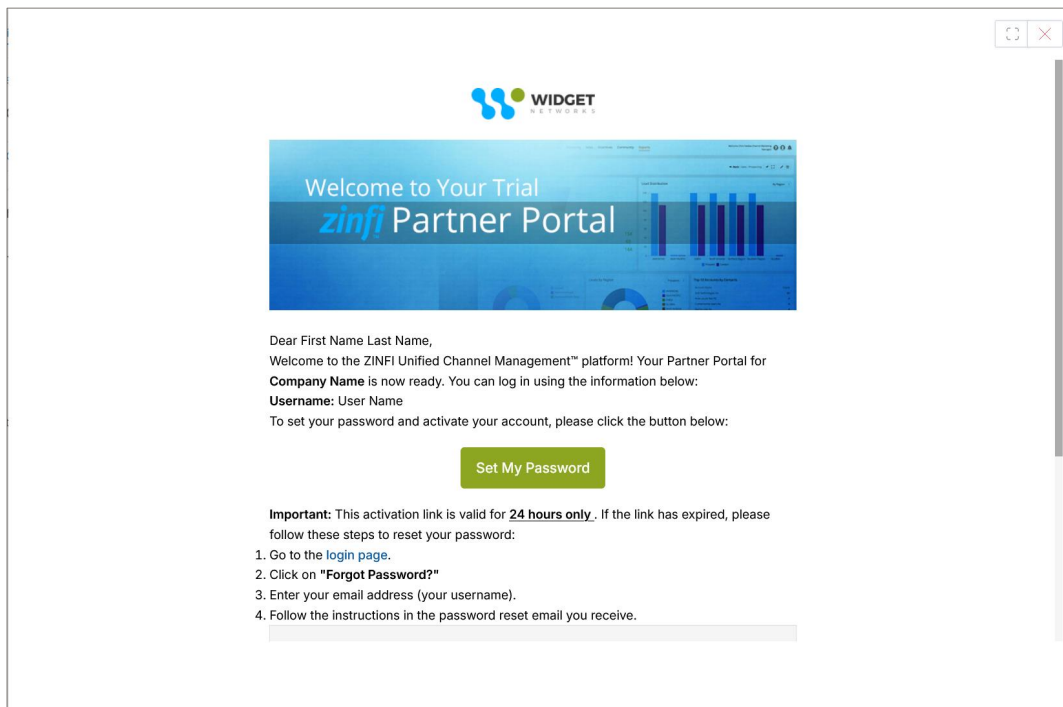 WIDGET
NETWORKS
Welcome to Your Trial
zinfi Partner Portal
Dear First Name Last Name,
Welcome to the ZINFI Unified Channel Management™ platform! Your Partner Portal for
Company Name is now ready. You can log in using the information below:
Username: User Name
To set your password and activate your account, please click the button below:
Set My Password
Important: This activation link is valid for 24 hours only . If the link has expired, please
follow these steps to reset your password:
1. Go to the login page.
2. Click on "Forgot Password?"
3. Enter your email address (your username).
4. Follow the instructions in the password reset email you receive.